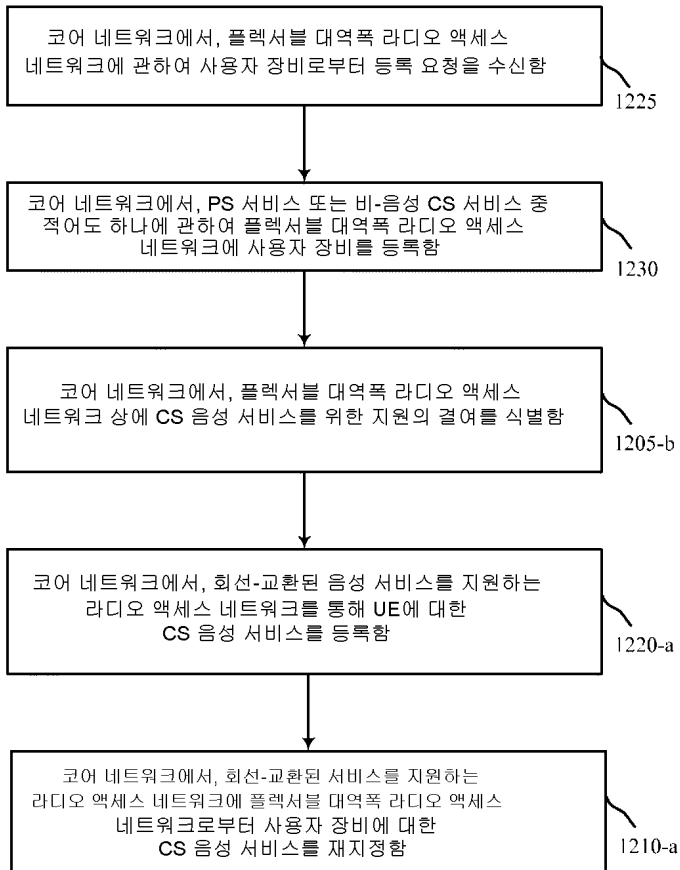 코어 네트워크에서, 플렉서블 대역폭 라디오 액세스
네트워크에 관하여 사용자 장비로부터 등록 요청을 수신함
1225
코어 네트워크에서, PS 서비스 또는 비-음성 CS 서비스 중
적어도 하나에 관하여 플렉서블 대역폭 라디오 액세스
네트워크에 사용자 장비를 등록함
1230
코어 네트워크에서, 플렉서블 대역폭 라디오 액세스
네트워크 상에 CS 음성 서비스를 위한 지원의 결여를 식별함
1205-b
코어 네트워크에서, 회선-교환된 음성 서비스를 지원하는
라디오 액세스 네트워크를 통해 UE에 대한
CS 음성 서비스를 등록함
1220-a
코어 네트워크에서, 회선-교환된 서비스를 지원하는
라디오 액세스 네트워크에 플렉서블 대역폭 라디오 액세스
네트워크로부터 사용자 장비에 대한
CS 음성 서비스를 재지정함
1210-a